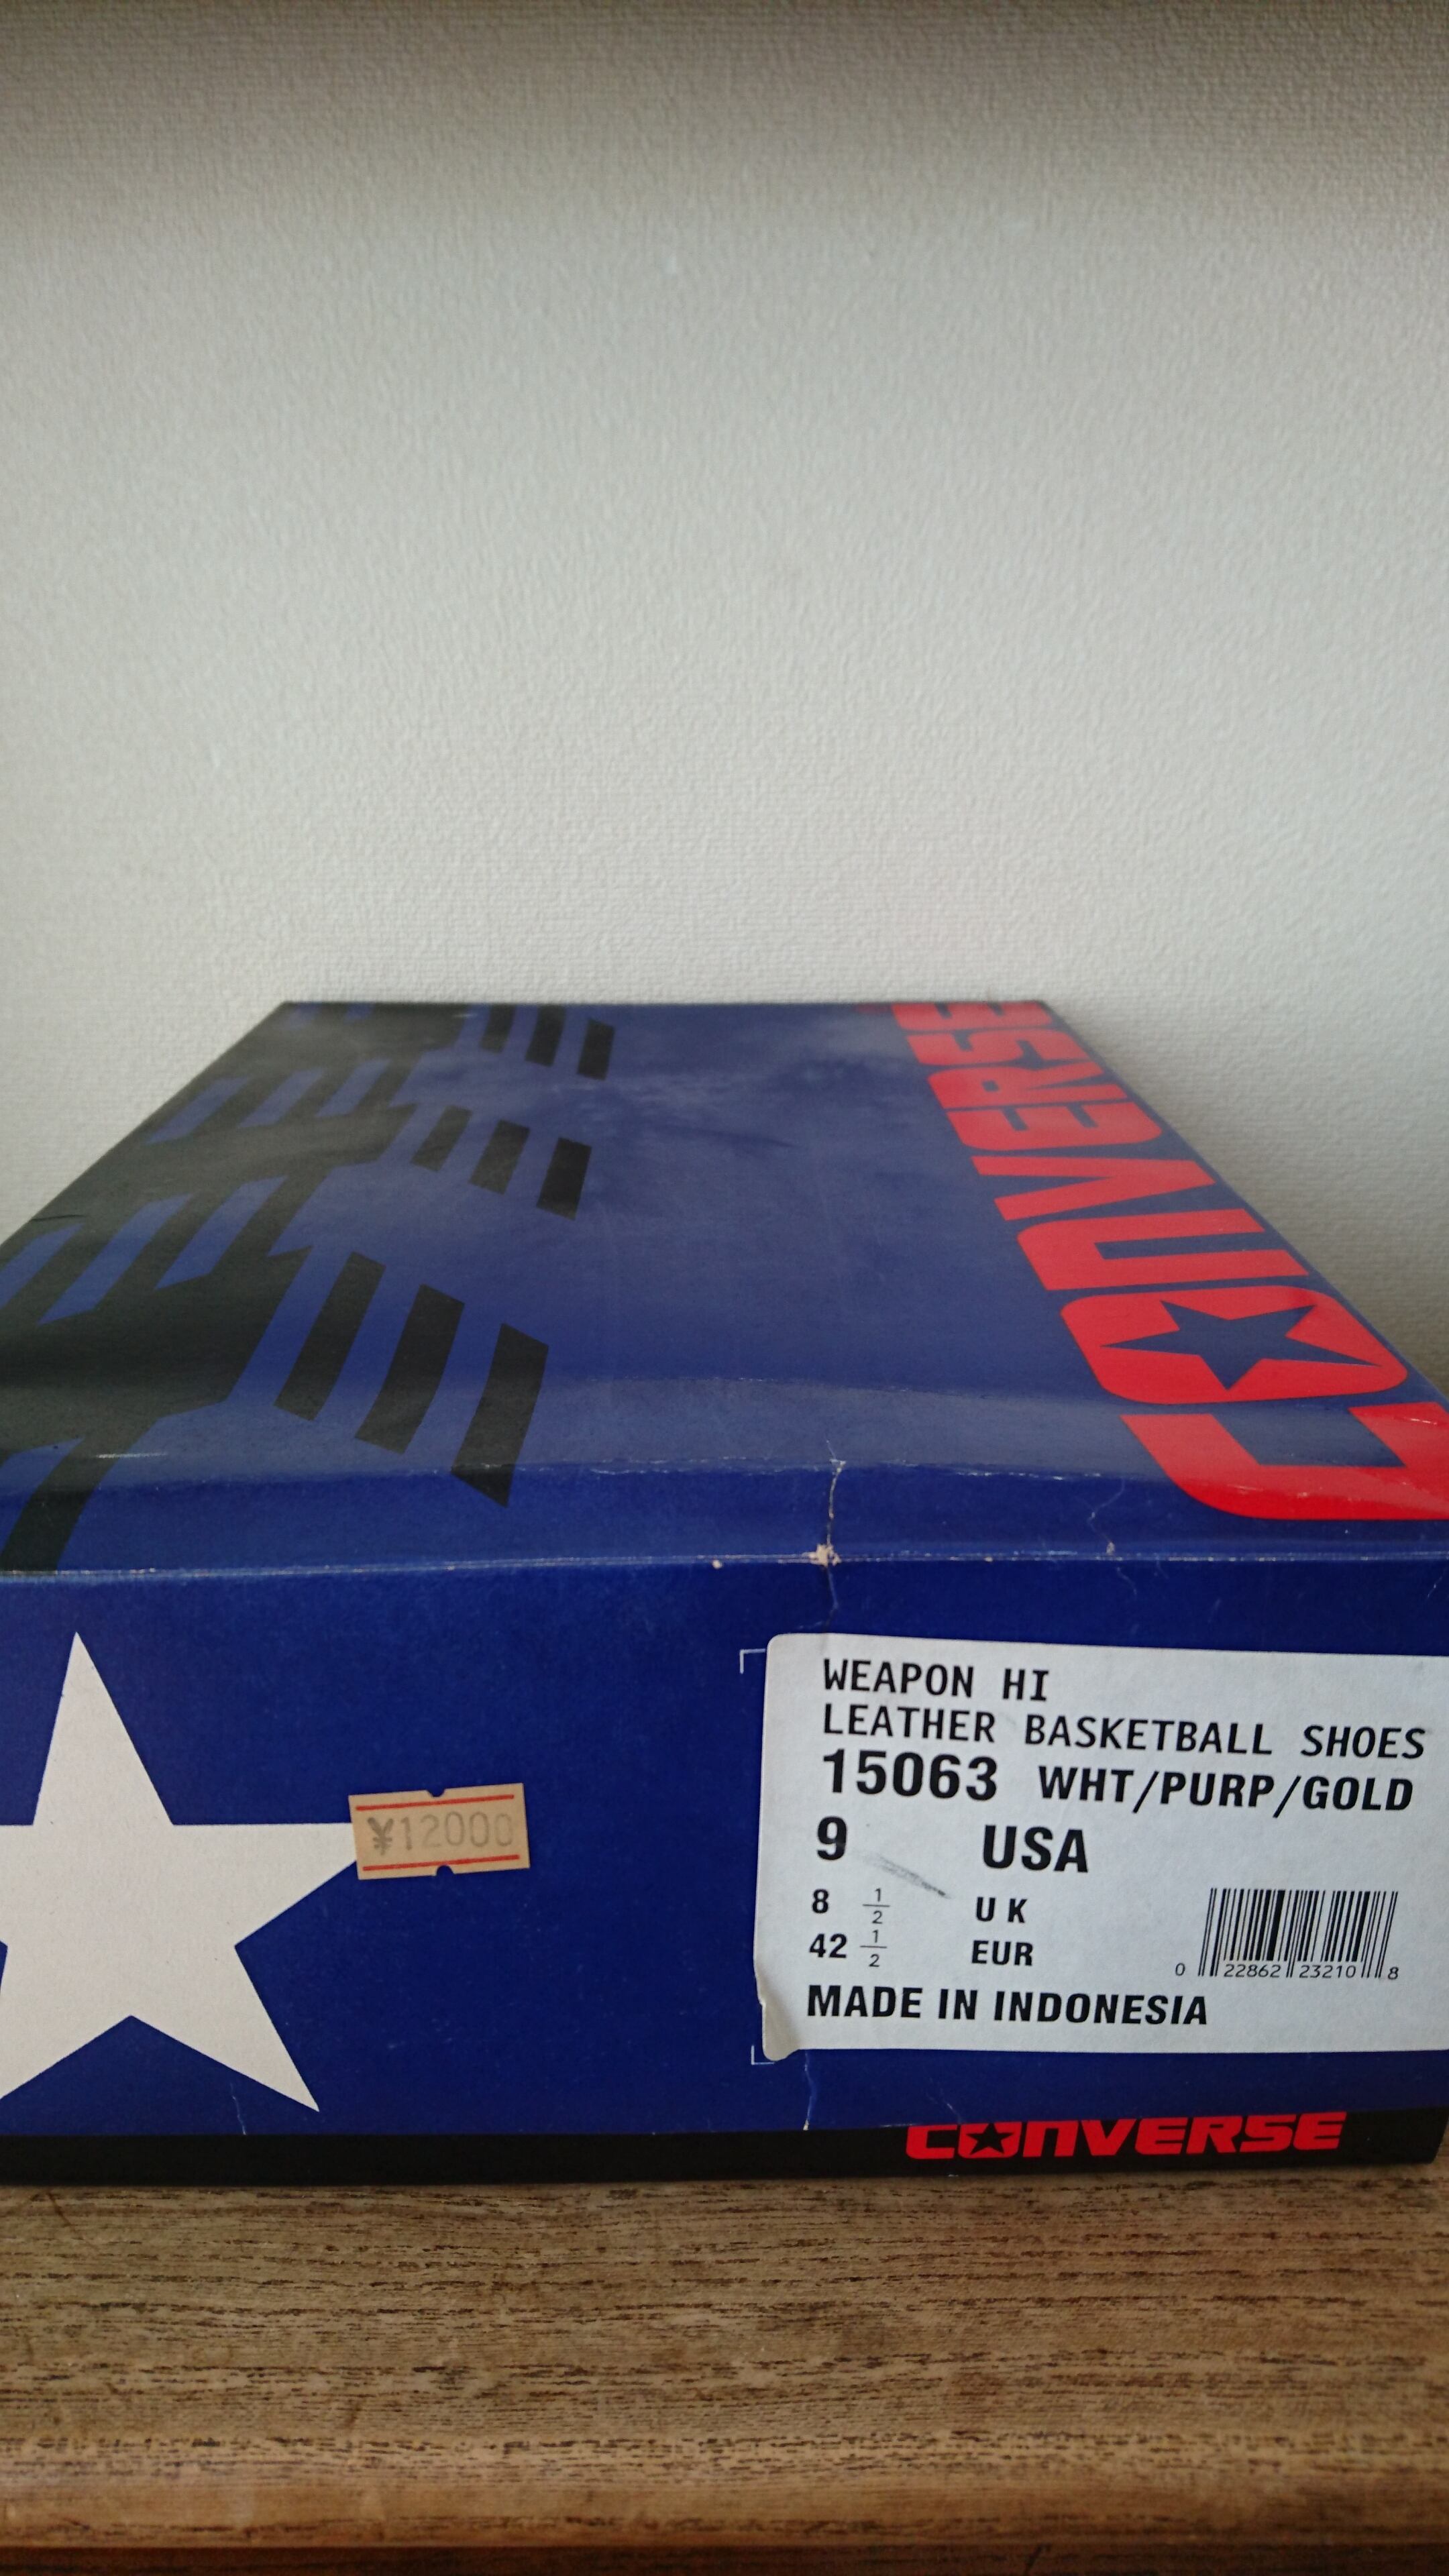 CONVERSE
¥12000
WEAPON HI
LEATHER BASKETBALL SHOES
15063 WHT/PURP/GOLD
9 USA
8 1/2 UK
42 1/2 EUR
0 22862 23210 8
MADE IN INDONESIA
CONVERSE